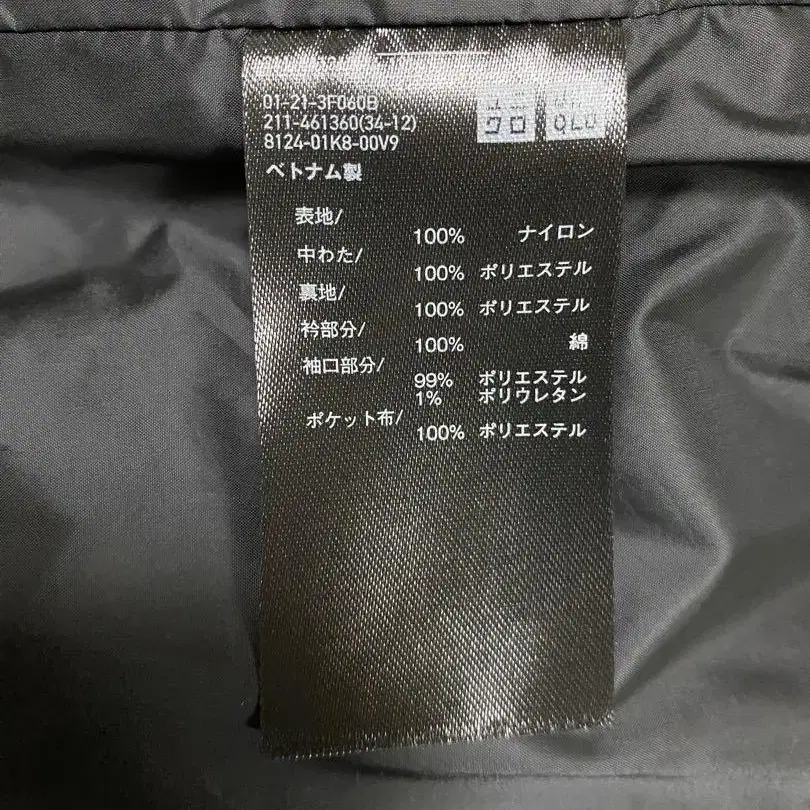 01-21-3F060B
211-461360(34-12)
8124-01K8-00V9
ベトナム製
表地/
100% ナイロン
中わた/
100% ポリエステル
裏地/
100% ポリエステル
衿部分/
100% 綿
袖口部分/
99% ポリエステル
1% ポリウレタン
ポケット布/
100% ポリエステル
クロ
QLO